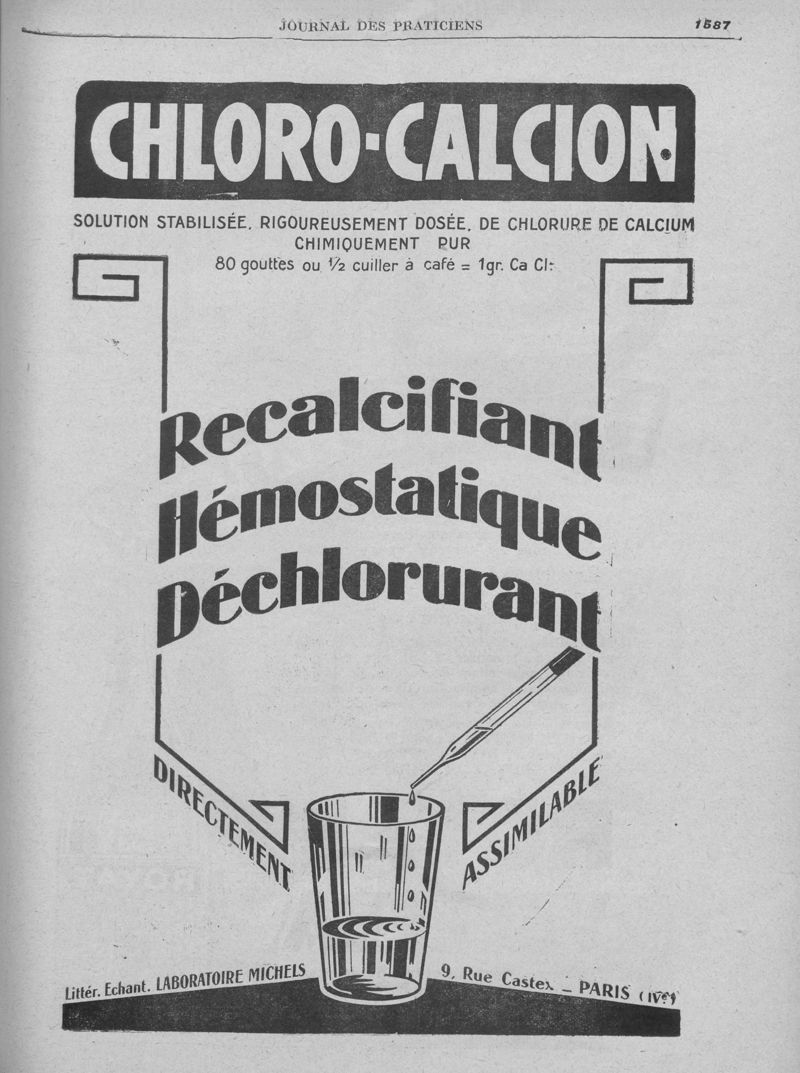 JOURNAL DES PRATICIENS
1587
CHLORO-CALCION
SOLUTION STABILISÉE, RIGOUREUSEMENT DOSÉE, DE CHLORURE DE CALCIUM
CHIMIQUEMENT PUR
80 gouttes ou ½ cuiller à café = 1gr. Ca Cl²
Recalcifiant
Hémostatique
Déchlorurant
DIRECTEMENT
ASSIMILABLE
Littér. Echant. LABORATOIRE MICHELS
9, Rue Castex _ PARIS (IVe)